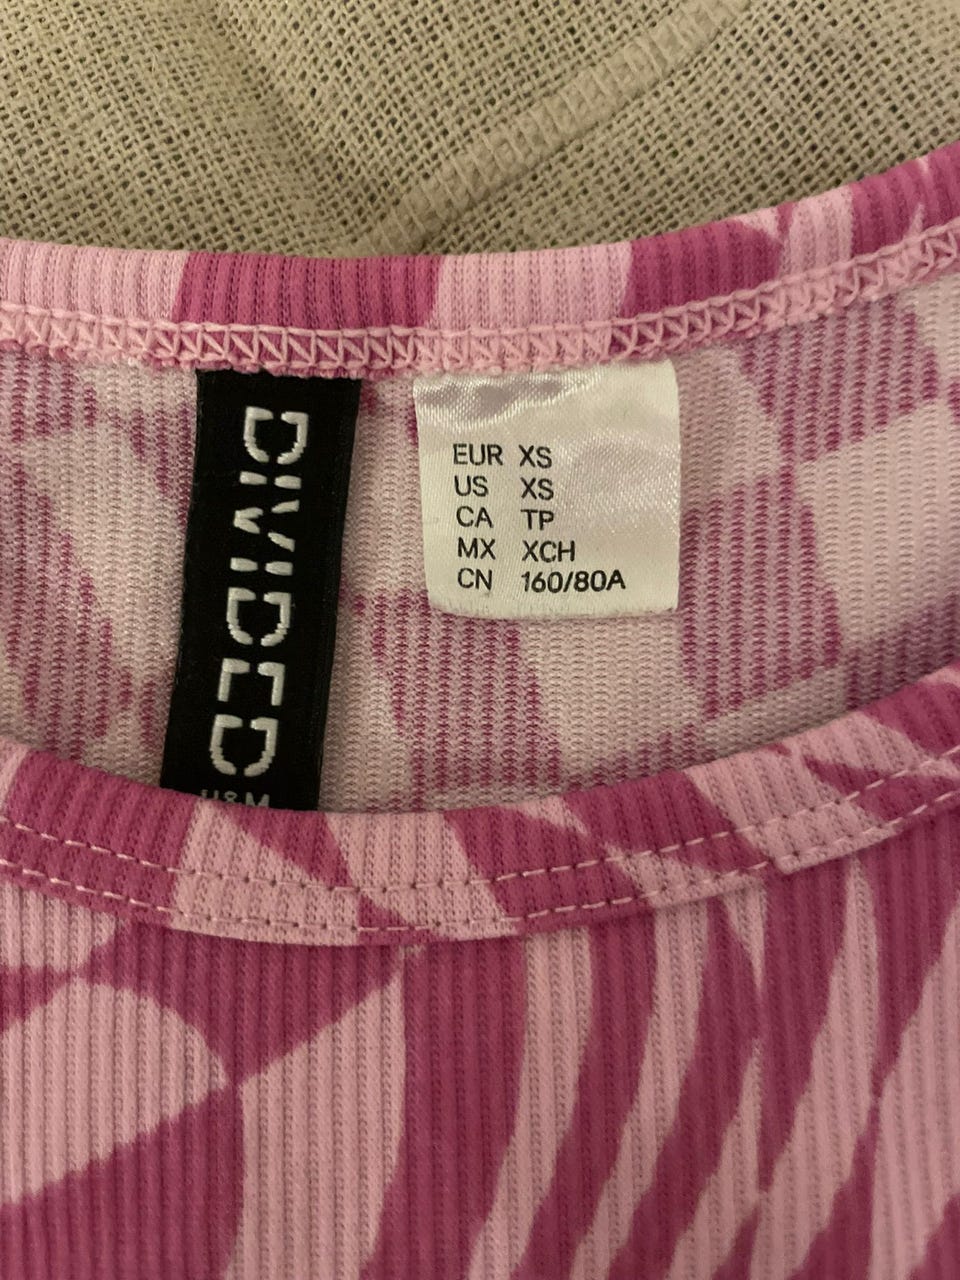 DIVIDED
H&M
EUR XS
US XS
CA TP
MX XCH
CN 160/80A